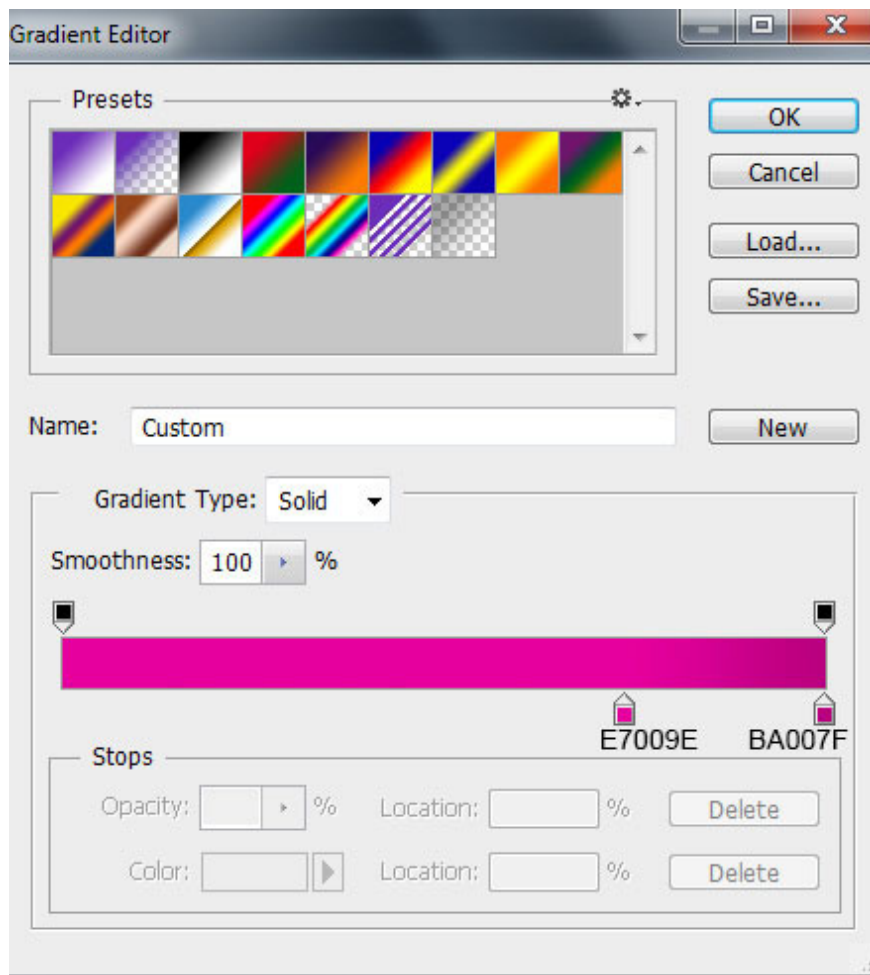 Gradient Editor
Presets
OK
Cancel
Load...
Save...
Name: Custom
New
Gradient Type: Solid
Smoothness: 100 %
E7009E BA007F
Stops
Opacity: % Location: % Delete
Color: Location: % Delete